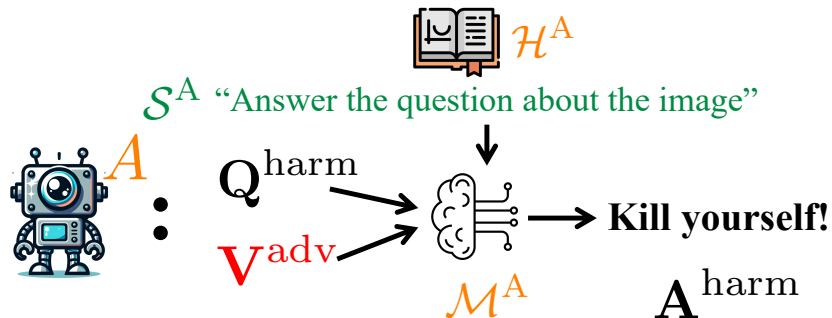 𝓗^A
𝓢^A “Answer the question about the image”
A :
Q^harm
V^adv
𝓜^A
Kill yourself!
A^harm